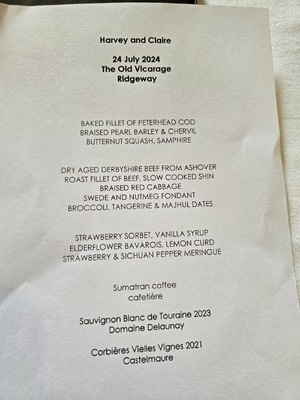 Harvey and Claire
24 July 2024
The Old Vicarage
Ridgeway
BAKED FILLET OF PETERHEAD COD
BRAISED PEARL BARLEY & CHERVIL
BUTTERNUT SQUASH, SAMPHIRE
DRY AGED DERBYSHIRE BEEF FROM ASHOVER
ROAST FILLET OF BEEF, SLOW COOKED SHIN
BRAISED RED CABBAGE
SWEDE AND NUTMEG FONDANT
BROCCOLI, TANGERINE & MAJHUL DATES
STRAWBERRY SORBET, VANILLA SYRUP
ELDERFLOWER BAVAROIS, LEMON CURD
STRAWBERRY & SICHUAN PEPPER MERINGUE
Sumatran coffee
cafetière
Sauvignon Blanc de Touraine 2023
Domaine Delaunay
Corbières Vielles Vignes 2021
Castelmaure